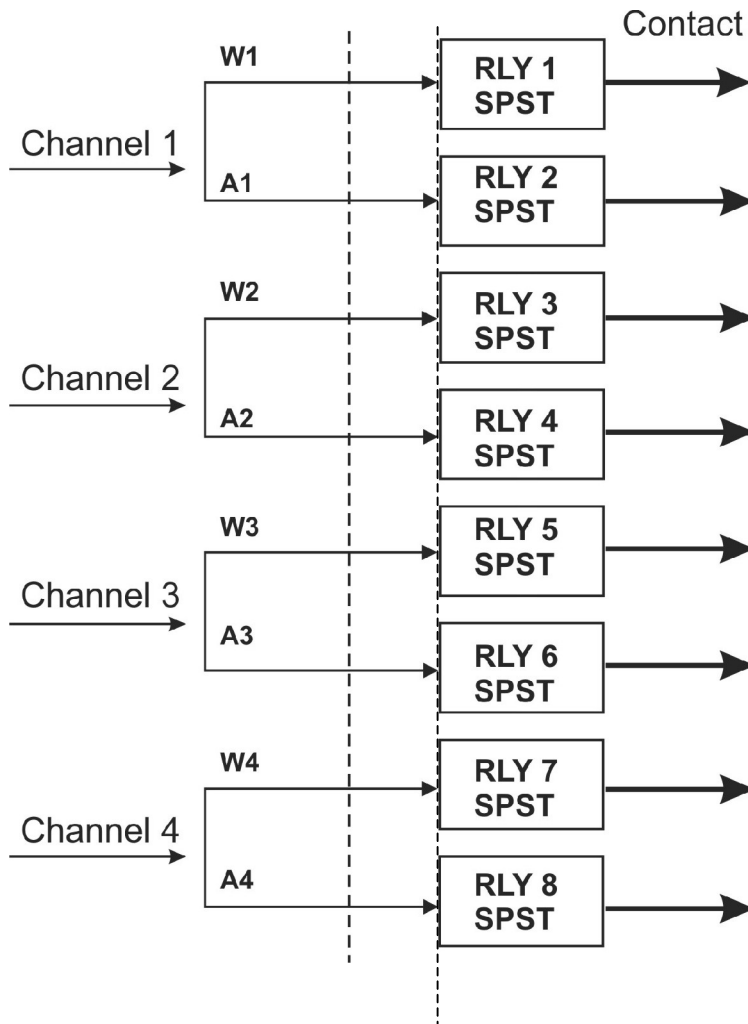 Contact
W1
RLY 1
SPST
Channel 1
A1
RLY 2
SPST
W2
RLY 3
SPST
Channel 2
A2
RLY 4
SPST
W3
RLY 5
SPST
Channel 3
A3
RLY 6
SPST
W4
RLY 7
SPST
Channel 4
A4
RLY 8
SPST